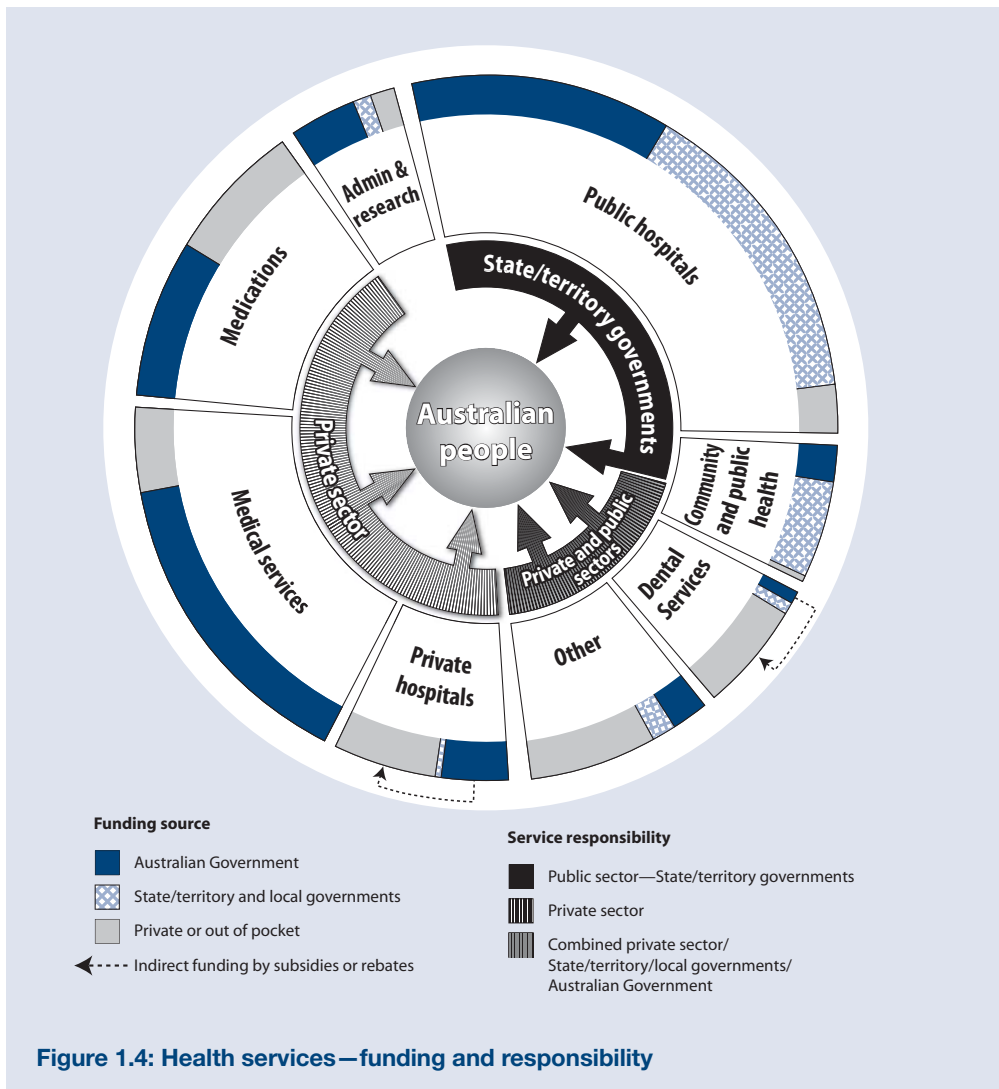 Admin &
research
Public hospitals
Medications
State/territory governments
Australian
people
Private sector
Community
and public
health
Medical services
Private and public
sectors
Dental
Services
Other
Private
hospitals
Funding source
Australian Government
State/territory and local governments
Private or out of pocket
Indirect funding by subsidies or rebates
Service responsibility
Public sector—State/territory governments
Private sector
Combined private sector/
State/territory/local governments/
Australian Government
Figure 1.4: Health services—funding and responsibility